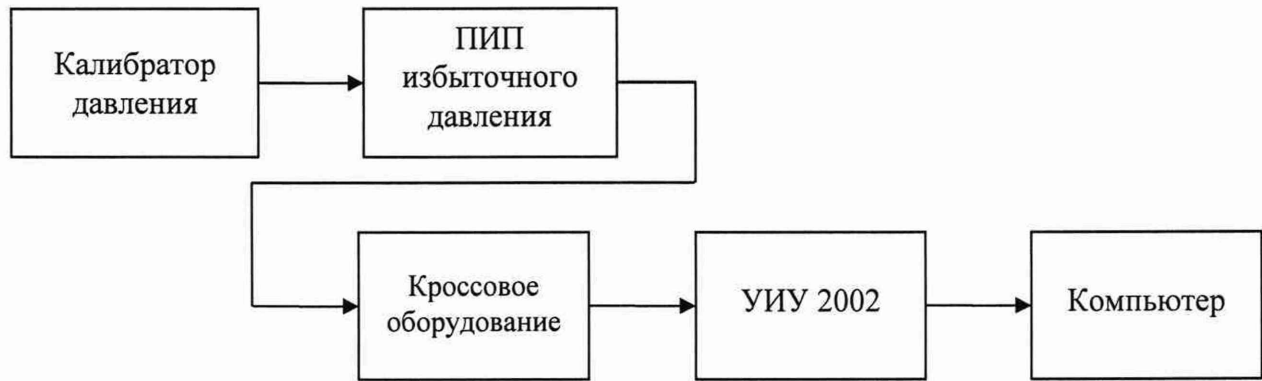 Калибратор
давления
ПИП
избыточного
давления
Кроссовое
оборудование
УИУ 2002
Компьютер